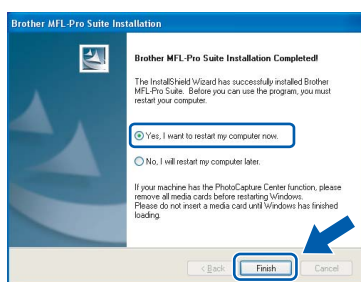 Brother MFL-Pro Suite Installation
Brother MFL-Pro Suite Installation Completed!
The InstallShield Wizard has successfully installed Brother
MFL-Pro Suite. Before you can use the program, you must
restart your computer.
Yes, I want to restart my computer now.
No, I will restart my computer later.
If your machine has the PhotoCapture Center function, please
remove all media cards before restarting Windows.
Please do not insert a media card until Windows has finished
loading.
< Back Finish Cancel